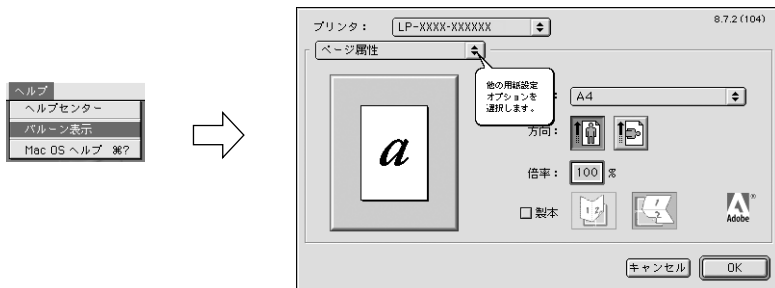 ヘルプ
ヘルプセンター
バルーン表示
Mac OS ヘルプ ⌘?
プリンタ： LP-XXXX-XXXXXX
8.7.2 (104)
ページ属性
他の用紙設定
オプションを
選択します。
： A4
a
方向：
倍率： 100 %
製本
1 2
2
Adobe
キャンセル OK